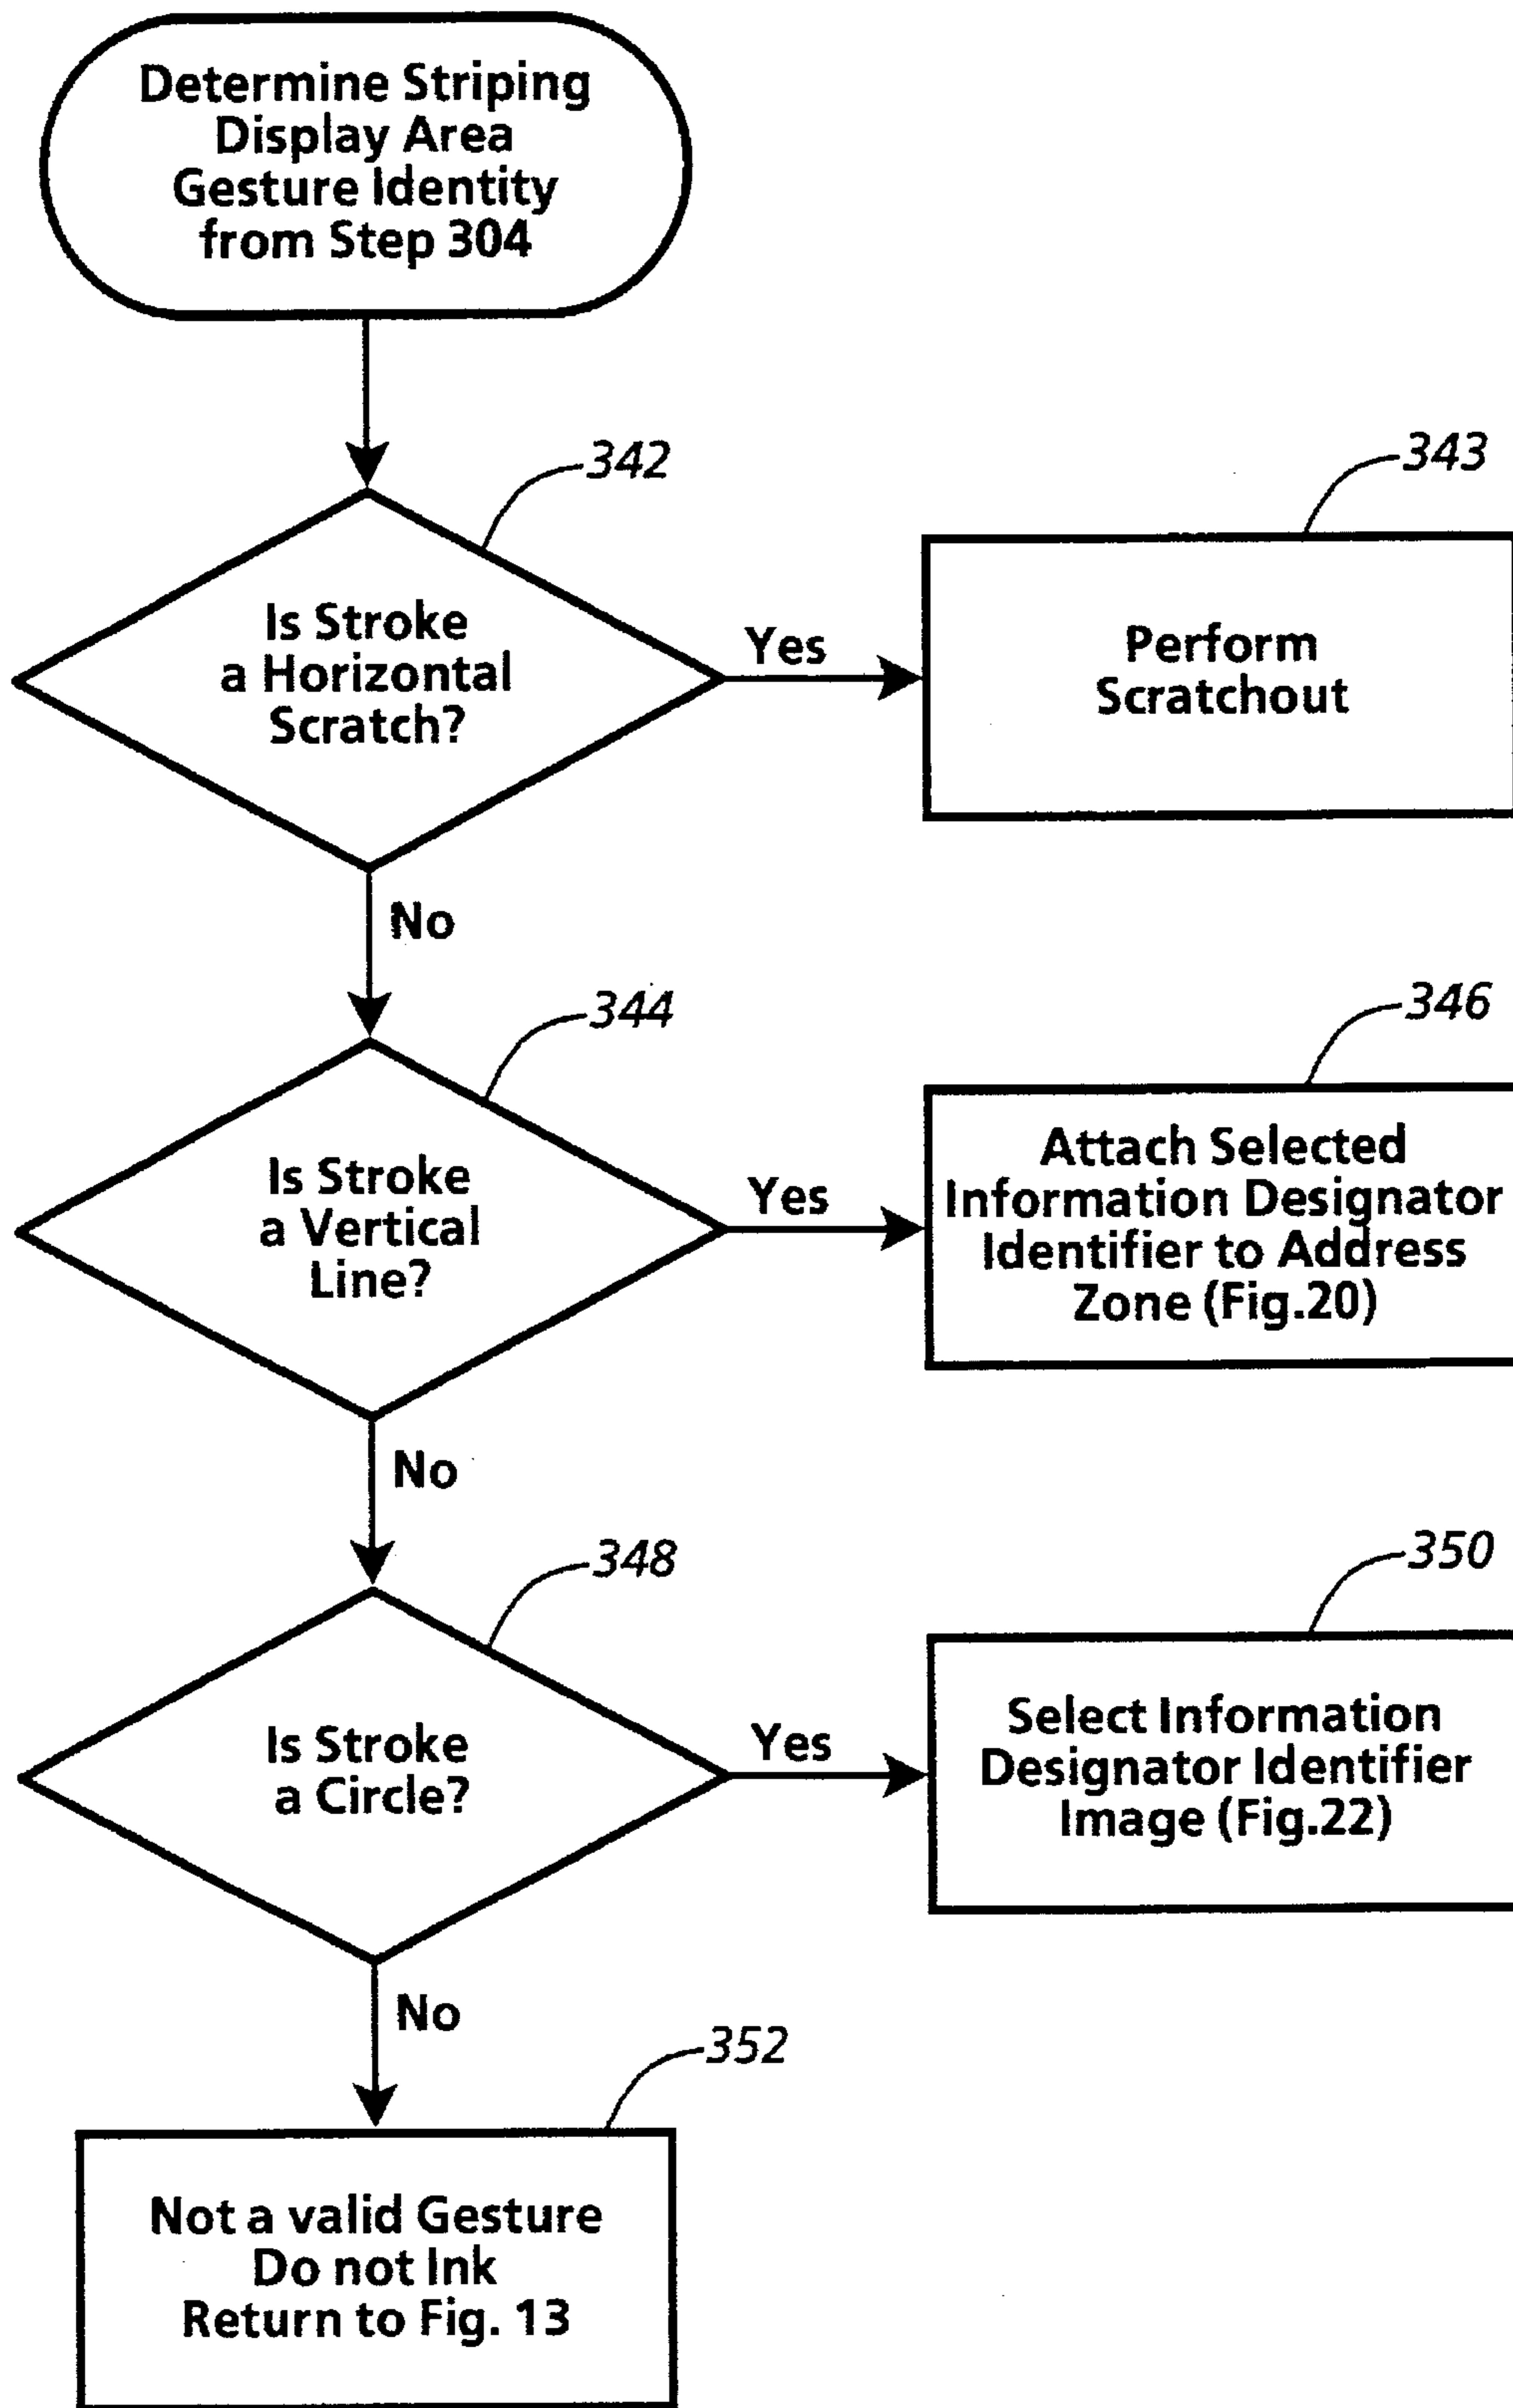 Determine Striping
Display Area
Gesture Identity
from Step 304
342
Is Stroke
a Horizontal
Scratch?
Yes
343
Perform
Scratchout
No
344
Is Stroke
a Vertical
Line?
Yes
346
Attach Selected
Information Designator
Identifier to Address
Zone (Fig.20)
No
348
Is Stroke
a Circle?
Yes
350
Select Information
Designator Identifier
Image (Fig.22)
No
352
Not a valid Gesture
Do not Ink
Return to Fig. 13